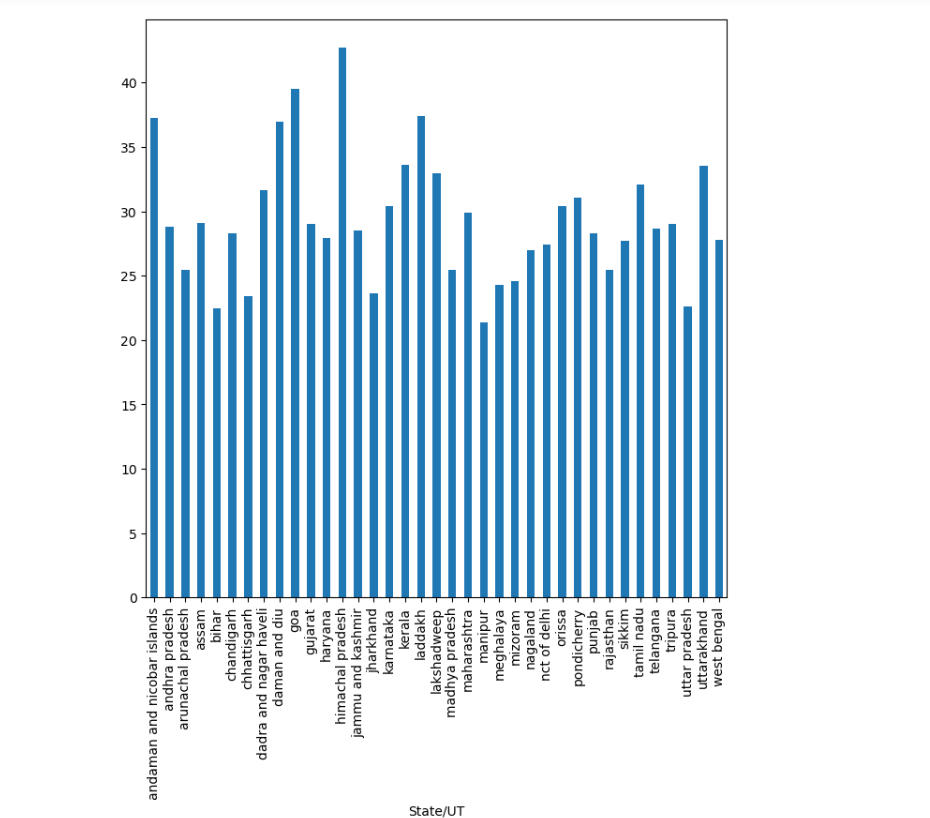 40
35
30
25
20
15
10
5
0
andaman and nicobar islands
andhra pradesh
arunachal pradesh
assam
bihar
chandigarh
chhattisgarh
dadra and nagar haveli
daman and diu
goa
gujarat
haryana
himachal pradesh
jammu and kashmir
jharkhand
karnataka
kerala
laddakh
lakshadweep
madhya pradesh
maharashtra
manipur
meghalaya
mizoram
nagaland
nct of delhi
orissa
pondicherry
punjab
rajasthan
sikkim
tamil nadu
telangana
tripura
uttar pradesh
uttarakhand
west bengal
State/UT